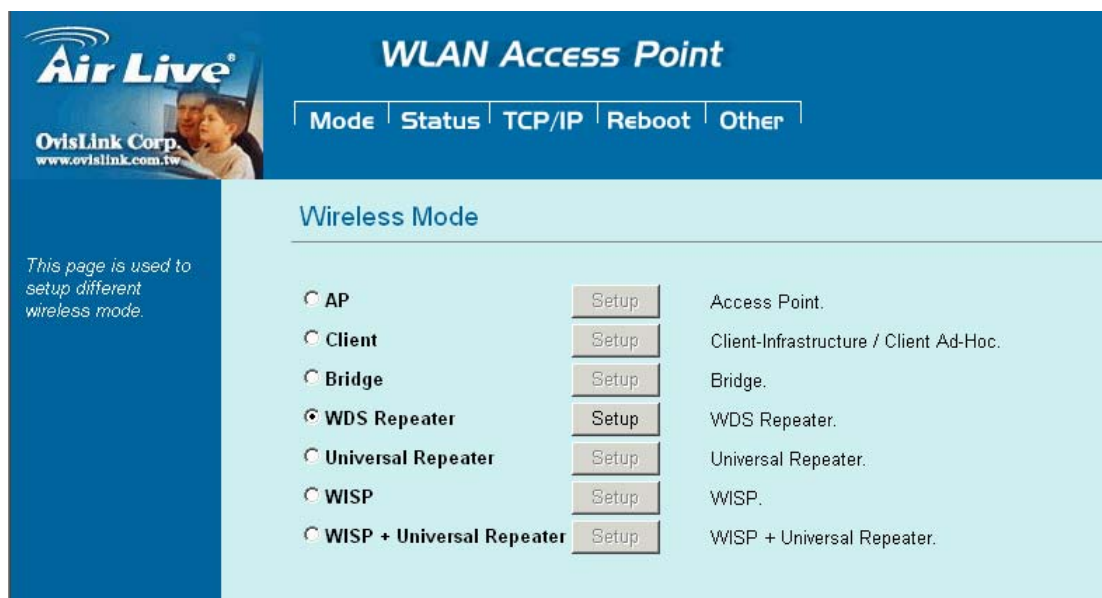 Air Live®
OvisLink Corp.
www.ovislink.com.tw
WLAN Access Point
Mode Status TCP/IP Reboot Other
This page is used to
setup different
wireless mode.
Wireless Mode
AP Setup Access Point.
Client Setup Client-Infrastructure / Client Ad-Hoc.
Bridge Setup Bridge.
WDS Repeater Setup WDS Repeater.
Universal Repeater Setup Universal Repeater.
WISP Setup WISP.
WISP + Universal Repeater Setup WISP + Universal Repeater.